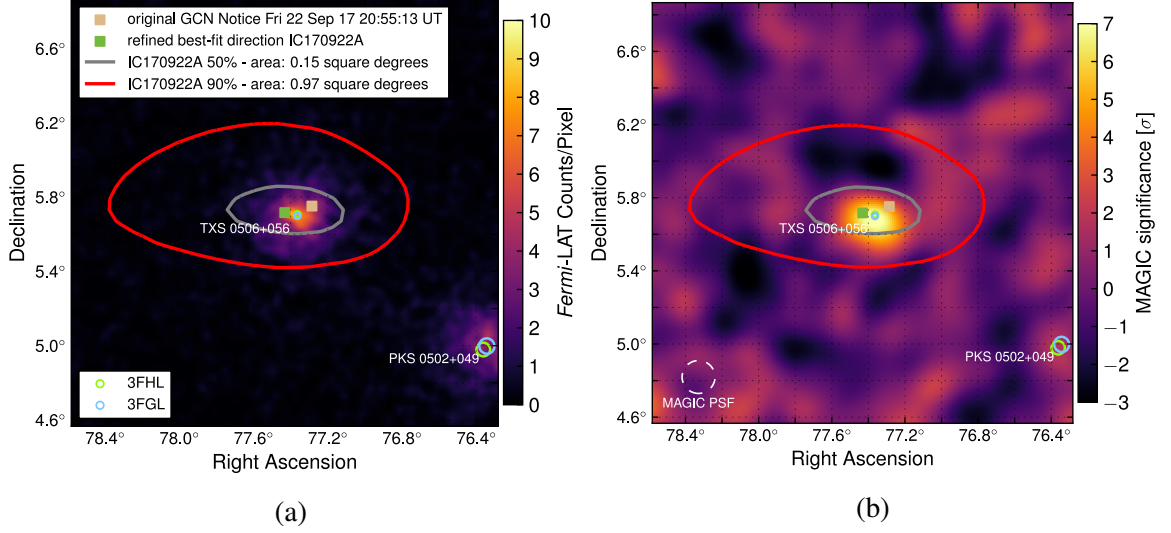 original GCN Notice Fri 22 Sep 17 20:55:13 UT
refined best-fit direction IC170922A
IC170922A 50% - area: 0.15 square degrees
IC170922A 90% - area: 0.97 square degrees
6.6°
6.2°
5.8°
5.4°
5.0°
4.6°
Declination
TXS 0506+056
PKS 0502+049
3FHL
3FGL
78.4°
78.0°
77.6°
77.2°
76.8°
76.4°
Right Ascension
10
9
8
7
6
5
4
3
2
1
0
Fermi-LAT Counts/Pixel
(a)
6.6°
6.2°
5.8°
5.4°
5.0°
4.6°
Declination
TXS 0506+056
PKS 0502+049
MAGIC PSF
78.4°
78.0°
77.6°
77.2°
76.8°
76.4°
Right Ascension
7
6
5
4
3
2
1
0
−1
−2
−3
MAGIC significance [σ]
(b)